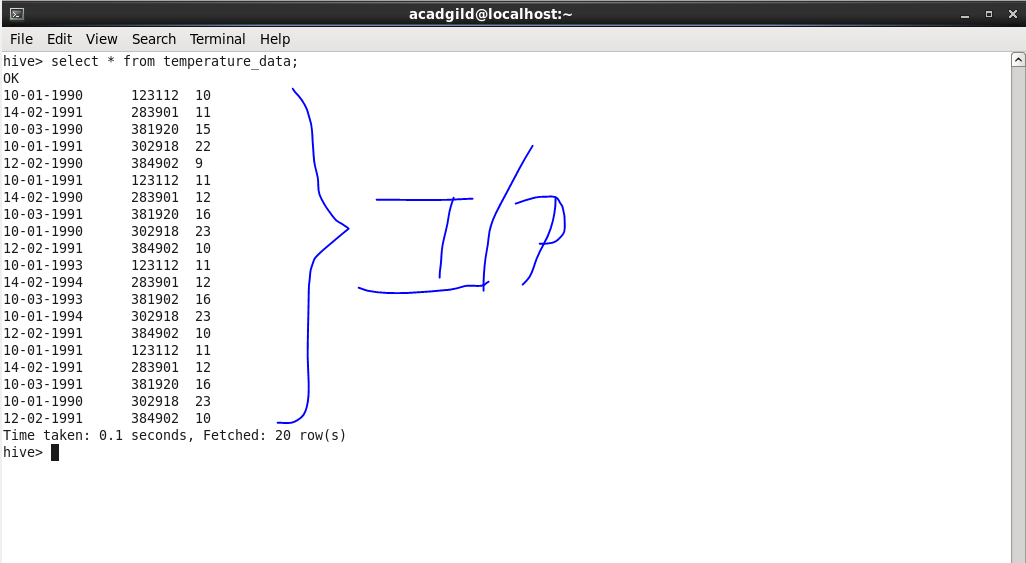 acadgild@localhost:~
File Edit View Search Terminal Help
hive> select * from temperature_data;
OK
10-01-1990 123112 10
14-02-1991 283901 11
10-03-1990 381920 15
10-01-1991 302918 22
12-02-1990 384902 9
10-01-1991 123112 11
14-02-1990 283901 12
10-03-1991 381920 16
10-01-1990 302918 23
12-02-1991 384902 10
10-01-1993 123112 11
14-02-1994 283901 12
10-03-1993 381920 16
10-01-1994 302918 23
12-02-1991 384902 10
10-01-1991 123112 11
14-02-1991 283901 12
10-03-1991 381920 16
10-01-1990 302918 23
12-02-1991 384902 10
I/P
Time taken: 0.1 seconds, Fetched: 20 row(s)
hive>